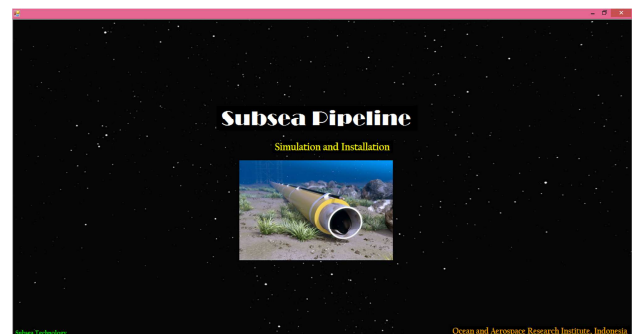 Subsea Pipeline
Simulation and Installation
Subsea Technology
Ocean and Aerospace Research Institute, Indonesia